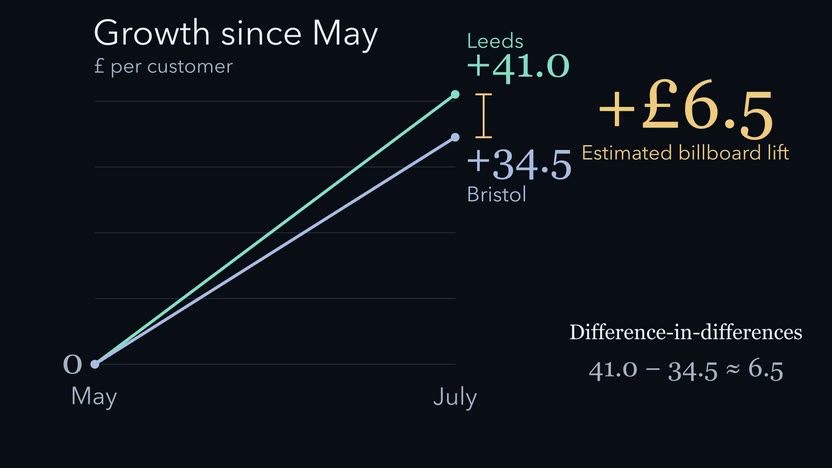 Growth since May
£ per customer
Leeds
+41.0
+£6.5
Estimated billboard lift
+34.5
Bristol
Difference-in-differences
41.0 − 34.5 ≈ 6.5
0
May
July